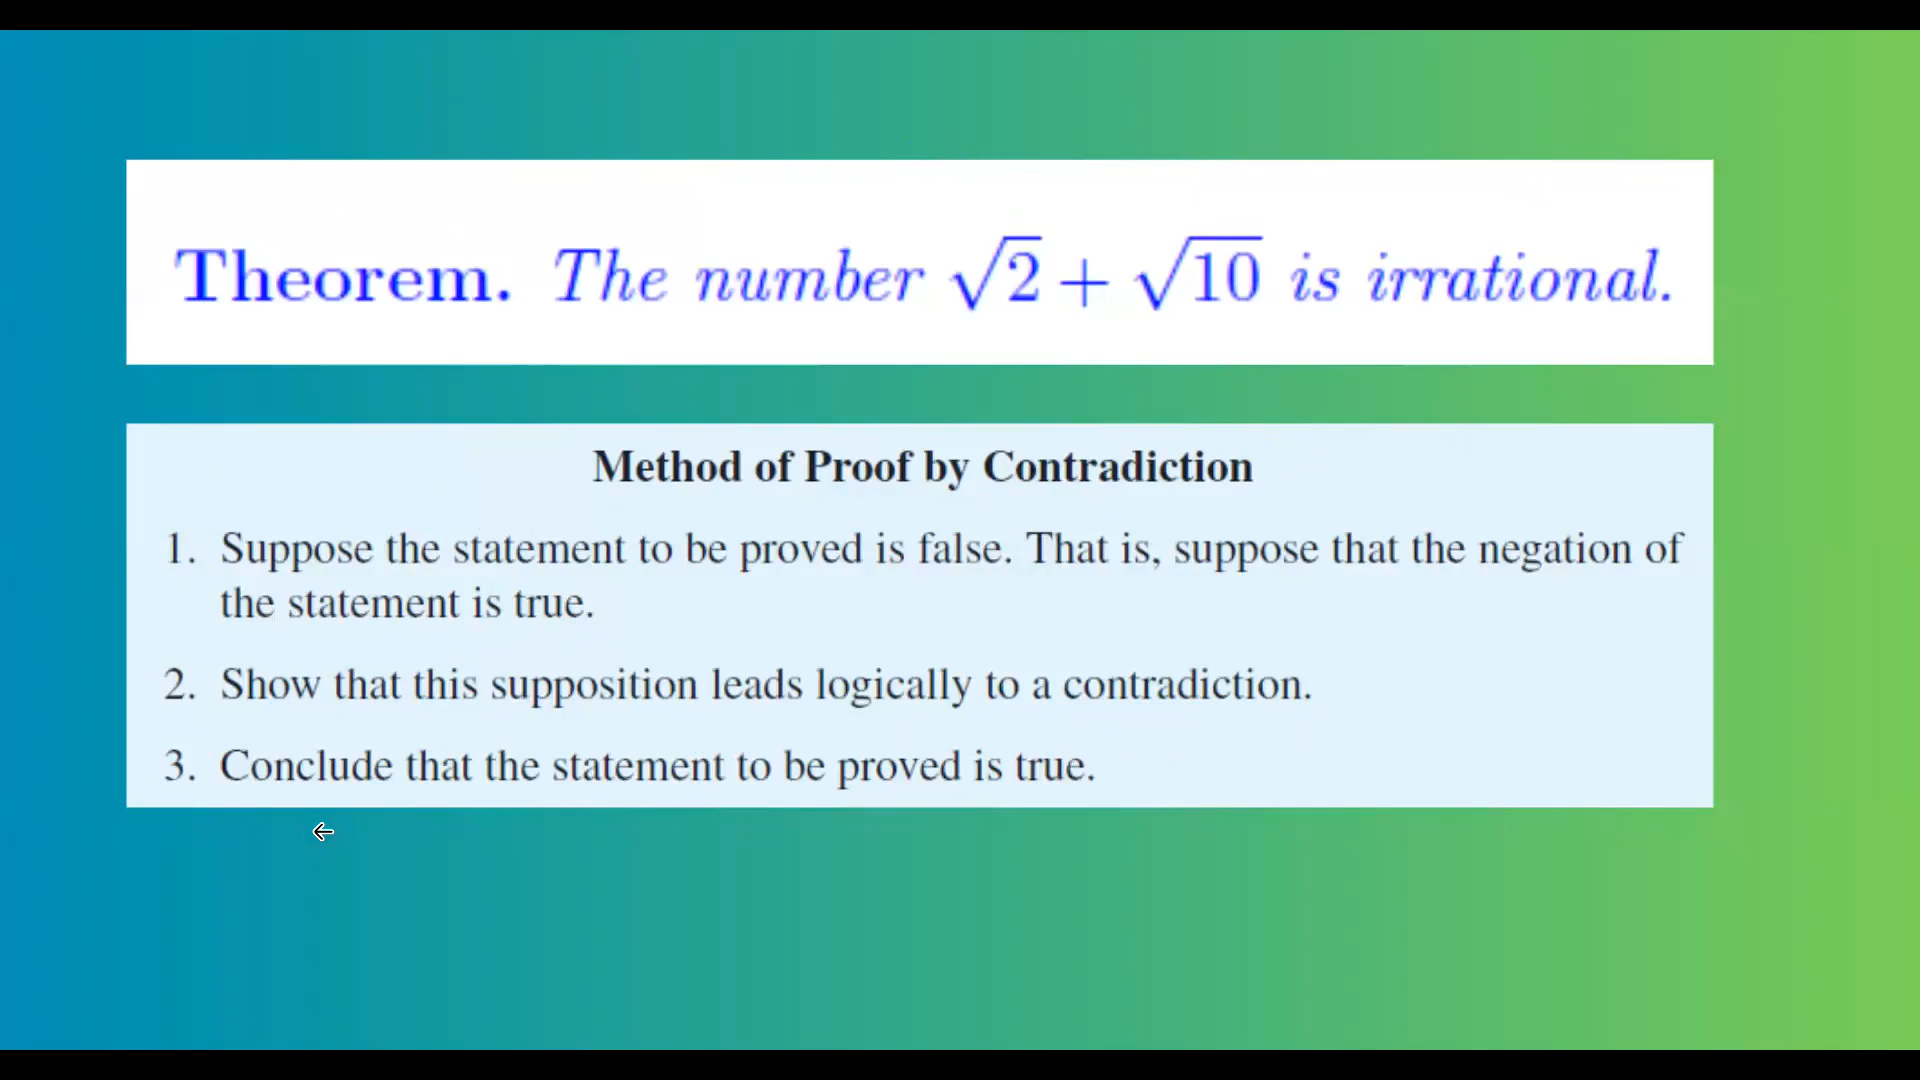 Theorem. The number √2 + √10 is irrational.
Method of Proof by Contradiction
1. Suppose the statement to be proved is false. That is, suppose that the negation of
the statement is true.
2. Show that this supposition leads logically to a contradiction.
3. Conclude that the statement to be proved is true.